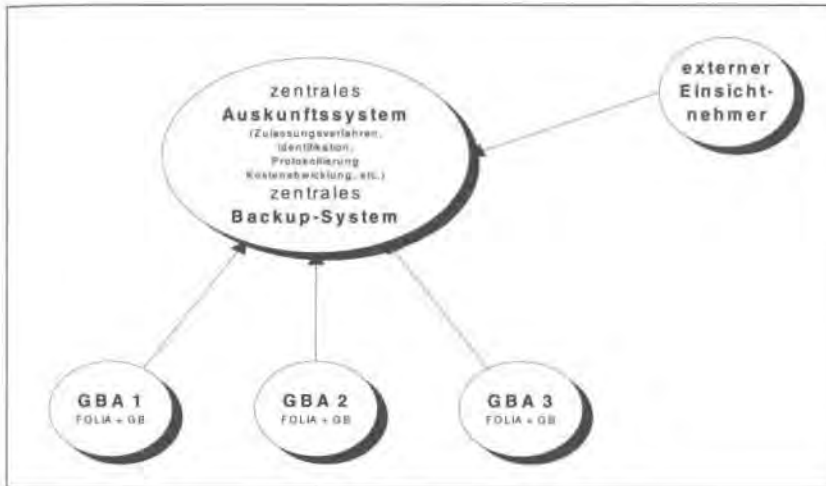 zentrales
Auskunftssystem
(Zulassungsverfahren,
Identifikation,
Protokollierung
Kostenabwicklung, etc.)
zentrales
Backup-System
externer
Einsicht-
nehmer
GBA 1
FOLIA + GB
GBA 2
FOLIA + GB
GBA 3
FOLIA + GB